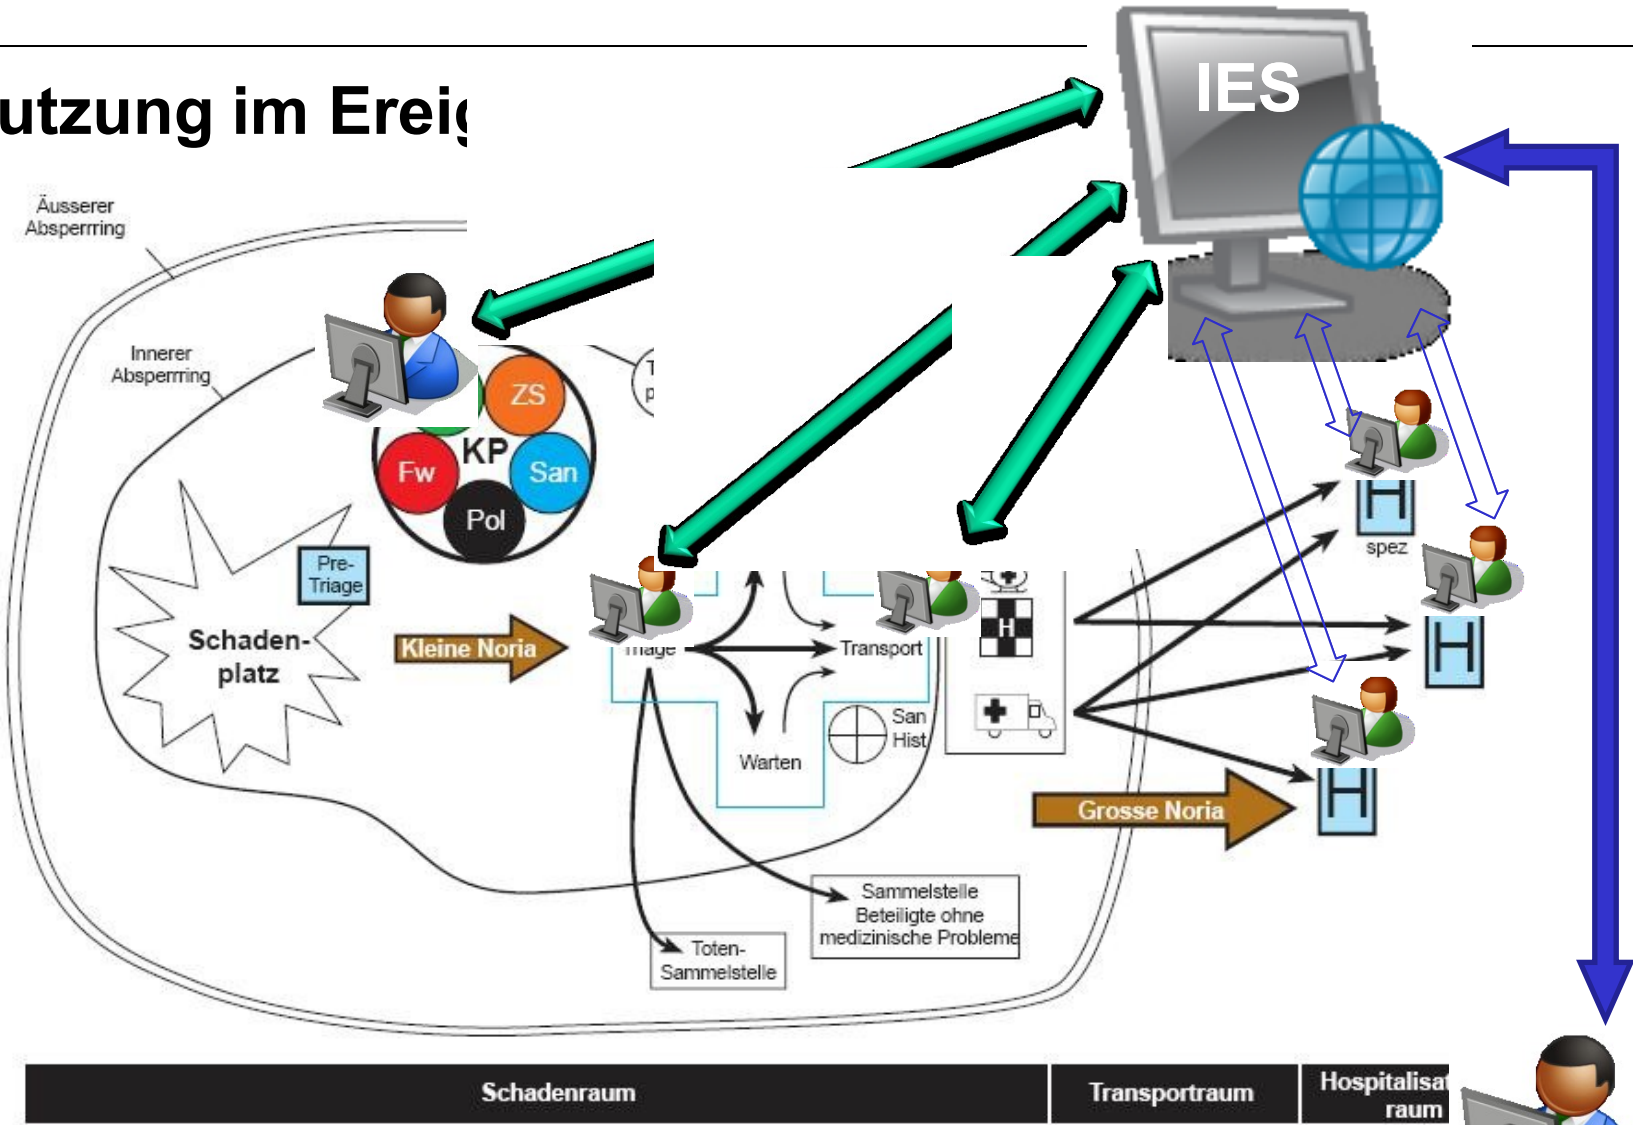 IES
utzung im Ereig
Äusserer
Absperrring
Innerer
Absperrring
T
p
ZS
KP
Fw
San
Pol
Pre-
Triage
Schaden-
platz
Kleine Noria
Triage
Transport
H
San
Hist
Warten
H
spez
H
H
Grosse Noria
Sammelstelle
Beteiligte ohne
medizinische Probleme
Toten-
Sammelstelle
Schadenraum
Transportraum
Hospitalisat
raum